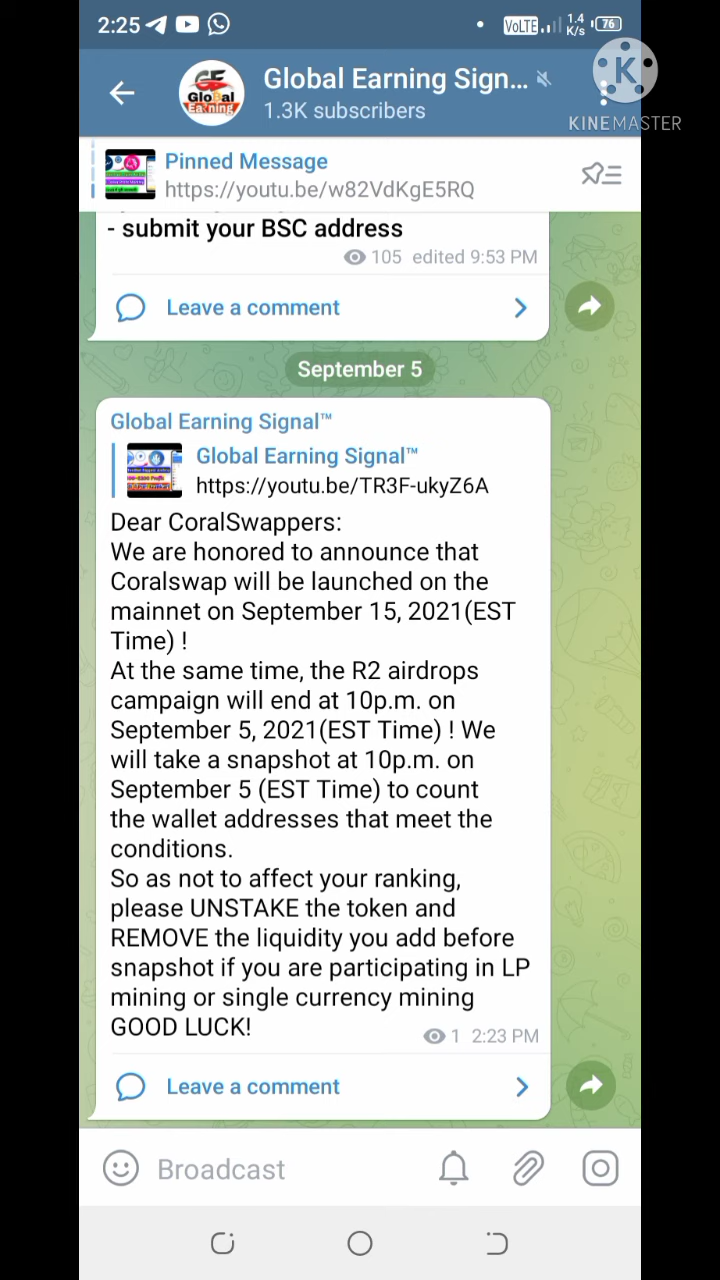 2:25
VoLTE
1.4
K/s
76
Global Earning Sign...
1.3K subscribers
K
KINEMASTER
GE
Global
Earning
Pinned Message
https://youtu.be/w82VdKgE5RQ
- submit your BSC address
105 edited 9:53 PM
Leave a comment
September 5
Global Earning Signal™
Global Earning Signal™
https://youtu.be/TR3F-ukyZ6A
Dear CoralSwappers:
We are honored to announce that
Coralswap will be launched on the
mainnet on September 15, 2021(EST
Time) !
At the same time, the R2 airdrops
campaign will end at 10p.m. on
September 5, 2021(EST Time) ! We
will take a snapshot at 10p.m. on
September 5 (EST Time) to count
the wallet addresses that meet the
conditions.
So as not to affect your ranking,
please UNSTAKE the token and
REMOVE the liquidity you add before
snapshot if you are participating in LP
mining or single currency mining
GOOD LUCK!
1 2:23 PM
Leave a comment
Broadcast